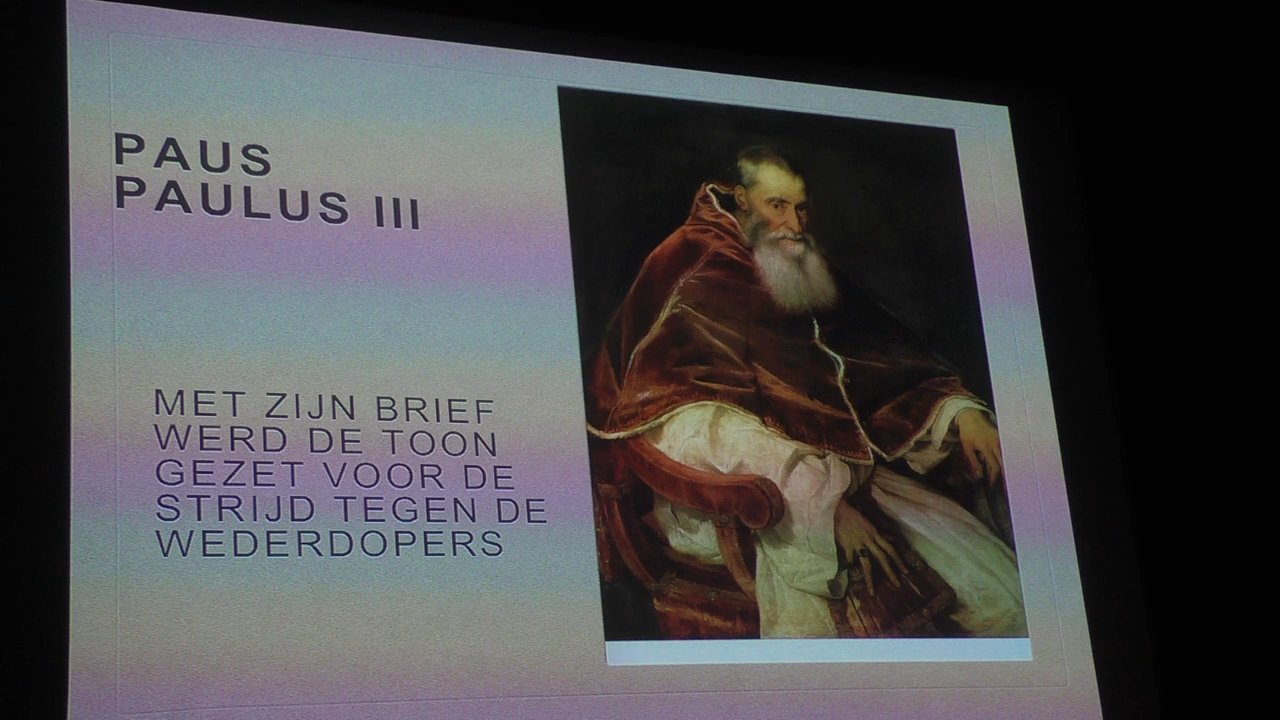 PAUS
PAULUS III
MET ZIJN BRIEF
WERD DE TOON
GEZET VOOR DE
STRIJD TEGEN DE
WEDERDOPERS